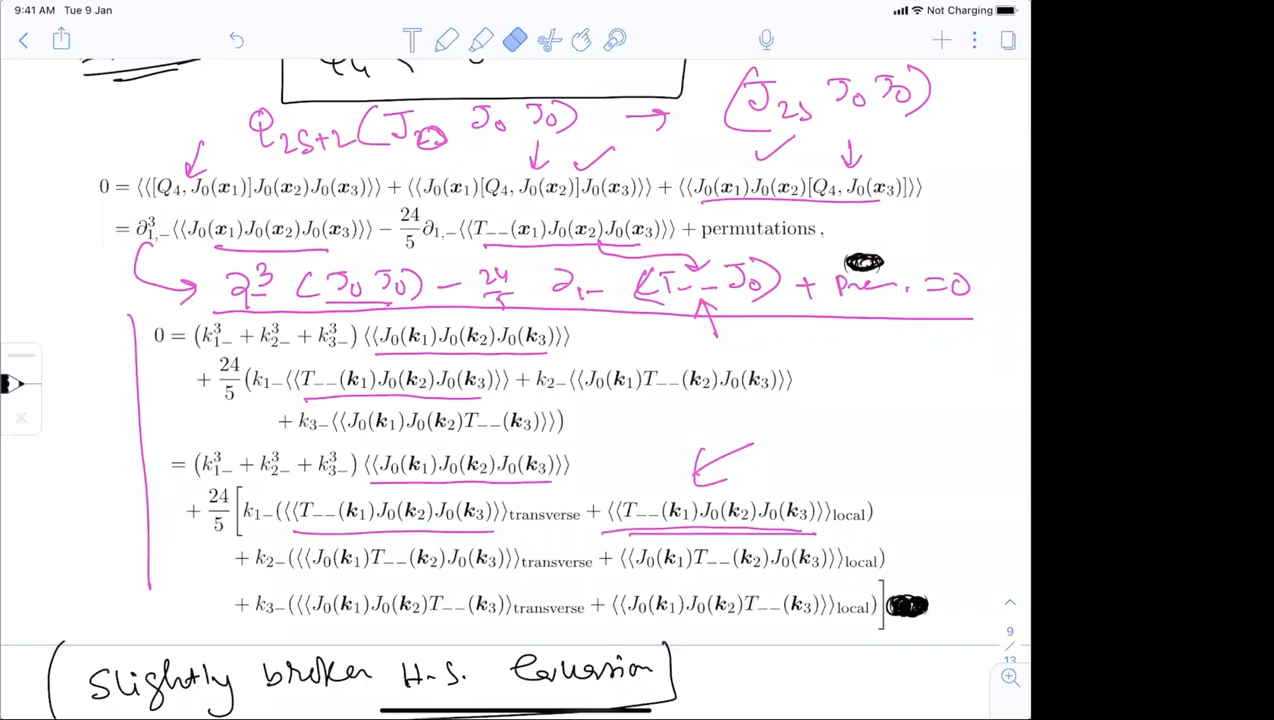 9:41 AM Tue 9 Jan Not Charging
Q_{2S+2} (J_{2S} J_0 J_0) → (J_{2S} J_0 J_0)
0 = ⟨⟨[Q_4, J_0(x_1)]J_0(x_2)J_0(x_3)⟩⟩ + ⟨⟨J_0(x_1)[Q_4, J_0(x_2)]J_0(x_3)⟩⟩ + ⟨⟨J_0(x_1)J_0(x_2)[Q_4, J_0(x_3)]⟩⟩
= ∂^3_{1,−}⟨⟨J_0(x_1)J_0(x_2)J_0(x_3)⟩⟩ − 24/5 ∂_{1,−}⟨⟨T_{−−}(x_1)J_0(x_2)J_0(x_3)⟩⟩ + permutations ,
∂^3_− (J_0 J_0) − 24/5 ∂_{1−} ⟨(T_{−−} J_0) + per. = 0
0 = (k^3_{1−} + k^3_{2−} + k^3_{3−}) ⟨⟨J_0(k_1)J_0(k_2)J_0(k_3)⟩⟩
+ 24/5 (k_{1−}⟨⟨T_{−−}(k_1)J_0(k_2)J_0(k_3)⟩⟩ + k_{2−}⟨⟨J_0(k_1)T_{−−}(k_2)J_0(k_3)⟩⟩
+ k_{3−}⟨⟨J_0(k_1)J_0(k_2)T_{−−}(k_3)⟩⟩)
= (k^3_{1−} + k^3_{2−} + k^3_{3−}) ⟨⟨J_0(k_1)J_0(k_2)J_0(k_3)⟩⟩
+ 24/5 [k_{1−}(⟨⟨T_{−−}(k_1)J_0(k_2)J_0(k_3)⟩⟩_{transverse} + ⟨⟨T_{−−}(k_1)J_0(k_2)J_0(k_3)⟩⟩_{local})
+ k_{2−}(⟨⟨J_0(k_1)T_{−−}(k_2)J_0(k_3)⟩⟩_{transverse} + ⟨⟨J_0(k_1)T_{−−}(k_2)J_0(k_3)⟩⟩_{local})
+ k_{3−}(⟨⟨J_0(k_1)J_0(k_2)T_{−−}(k_3)⟩⟩_{transverse} + ⟨⟨J_0(k_1)J_0(k_2)T_{−−}(k_3)⟩⟩_{local})]
9
/
13
Slightly broken H.S.